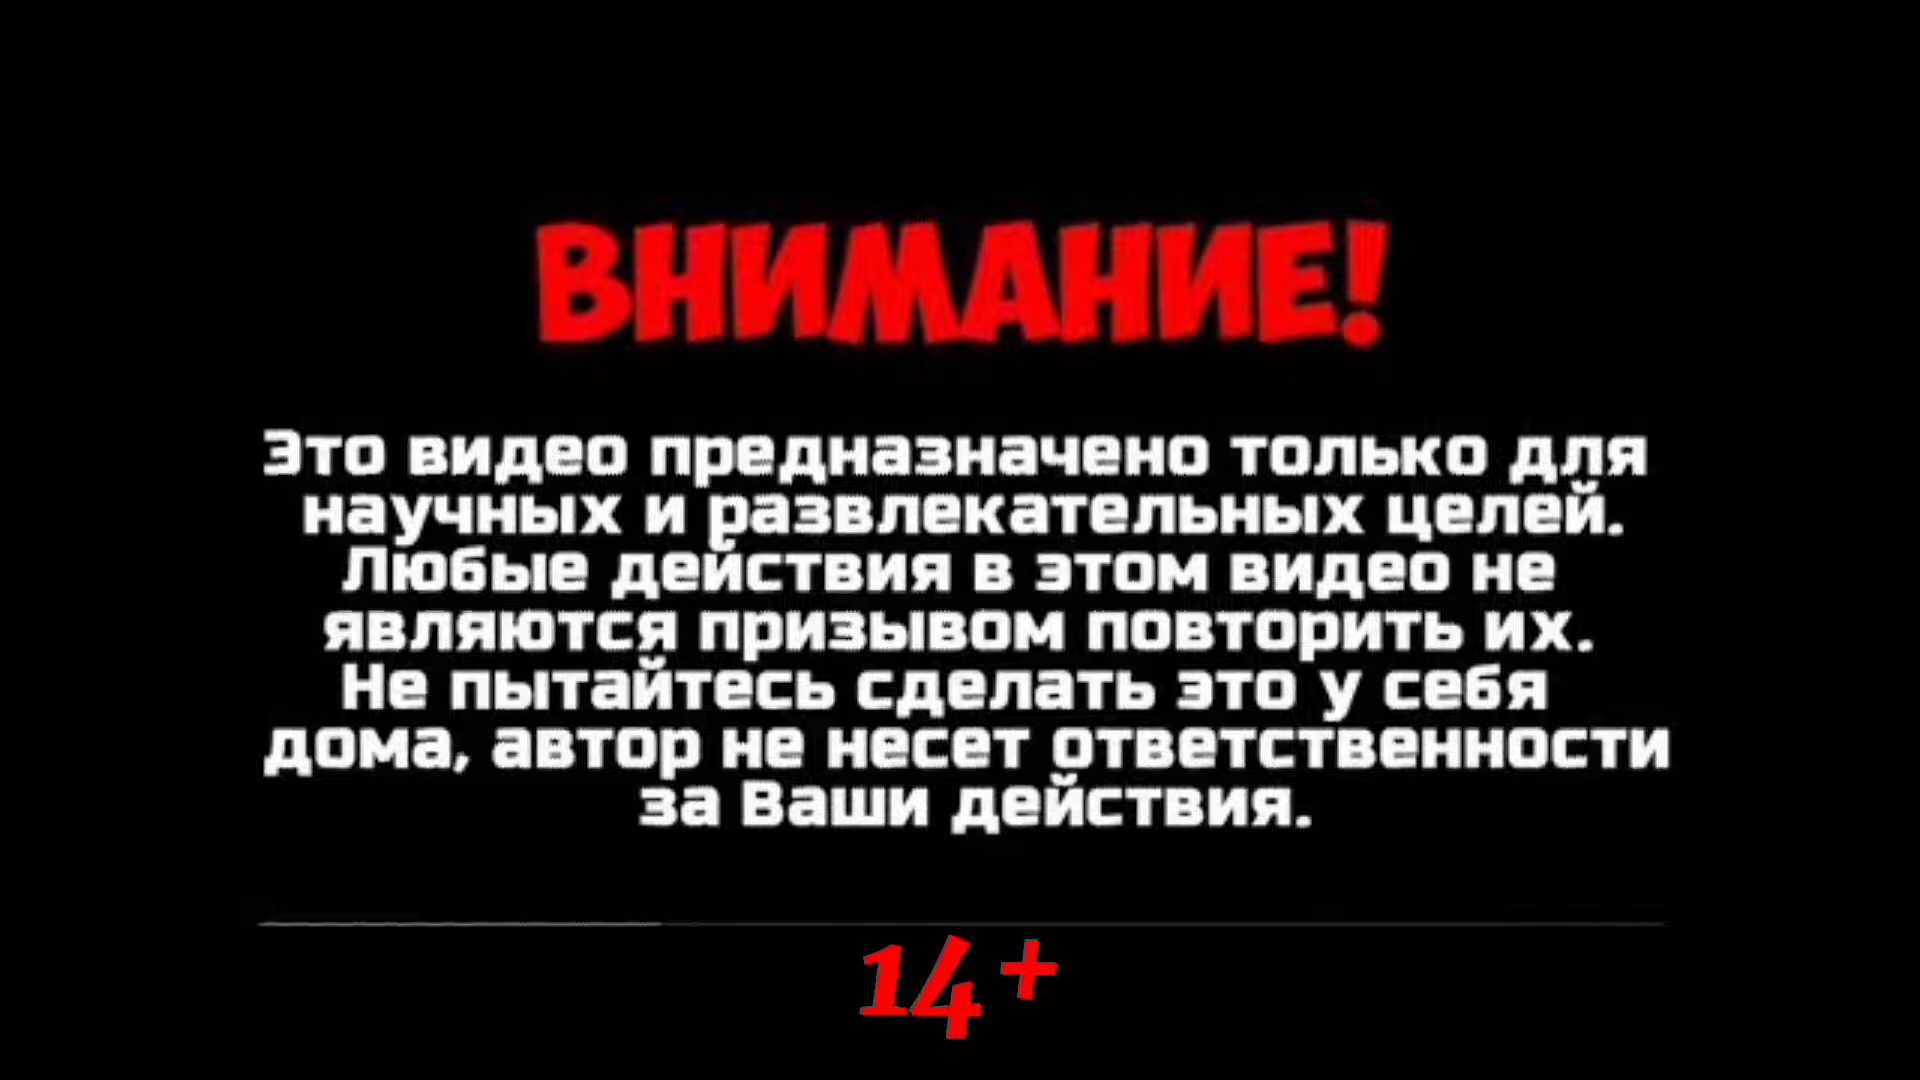 ВНИМАНИЕ!
Это видео предназначено только для
научных и развлекательных целей.
Любые действия в этом видео не
являются призывом повторить их.
Не пытайтесь сделать это у себя
дома, автор не несет ответственности
за Ваши действия.
14+